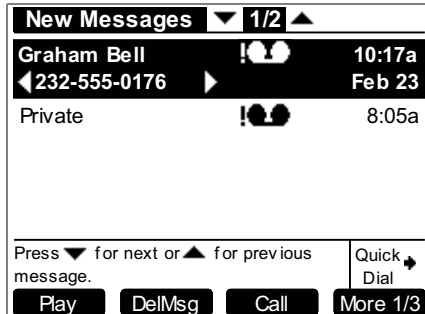 New Messages 1/2
Graham Bell ! 10:17a
232-555-0176 Feb 23
Private ! 8:05a
Press for next or for previous
message.
Quick
Dial
Play DelMsg Call More 1/3